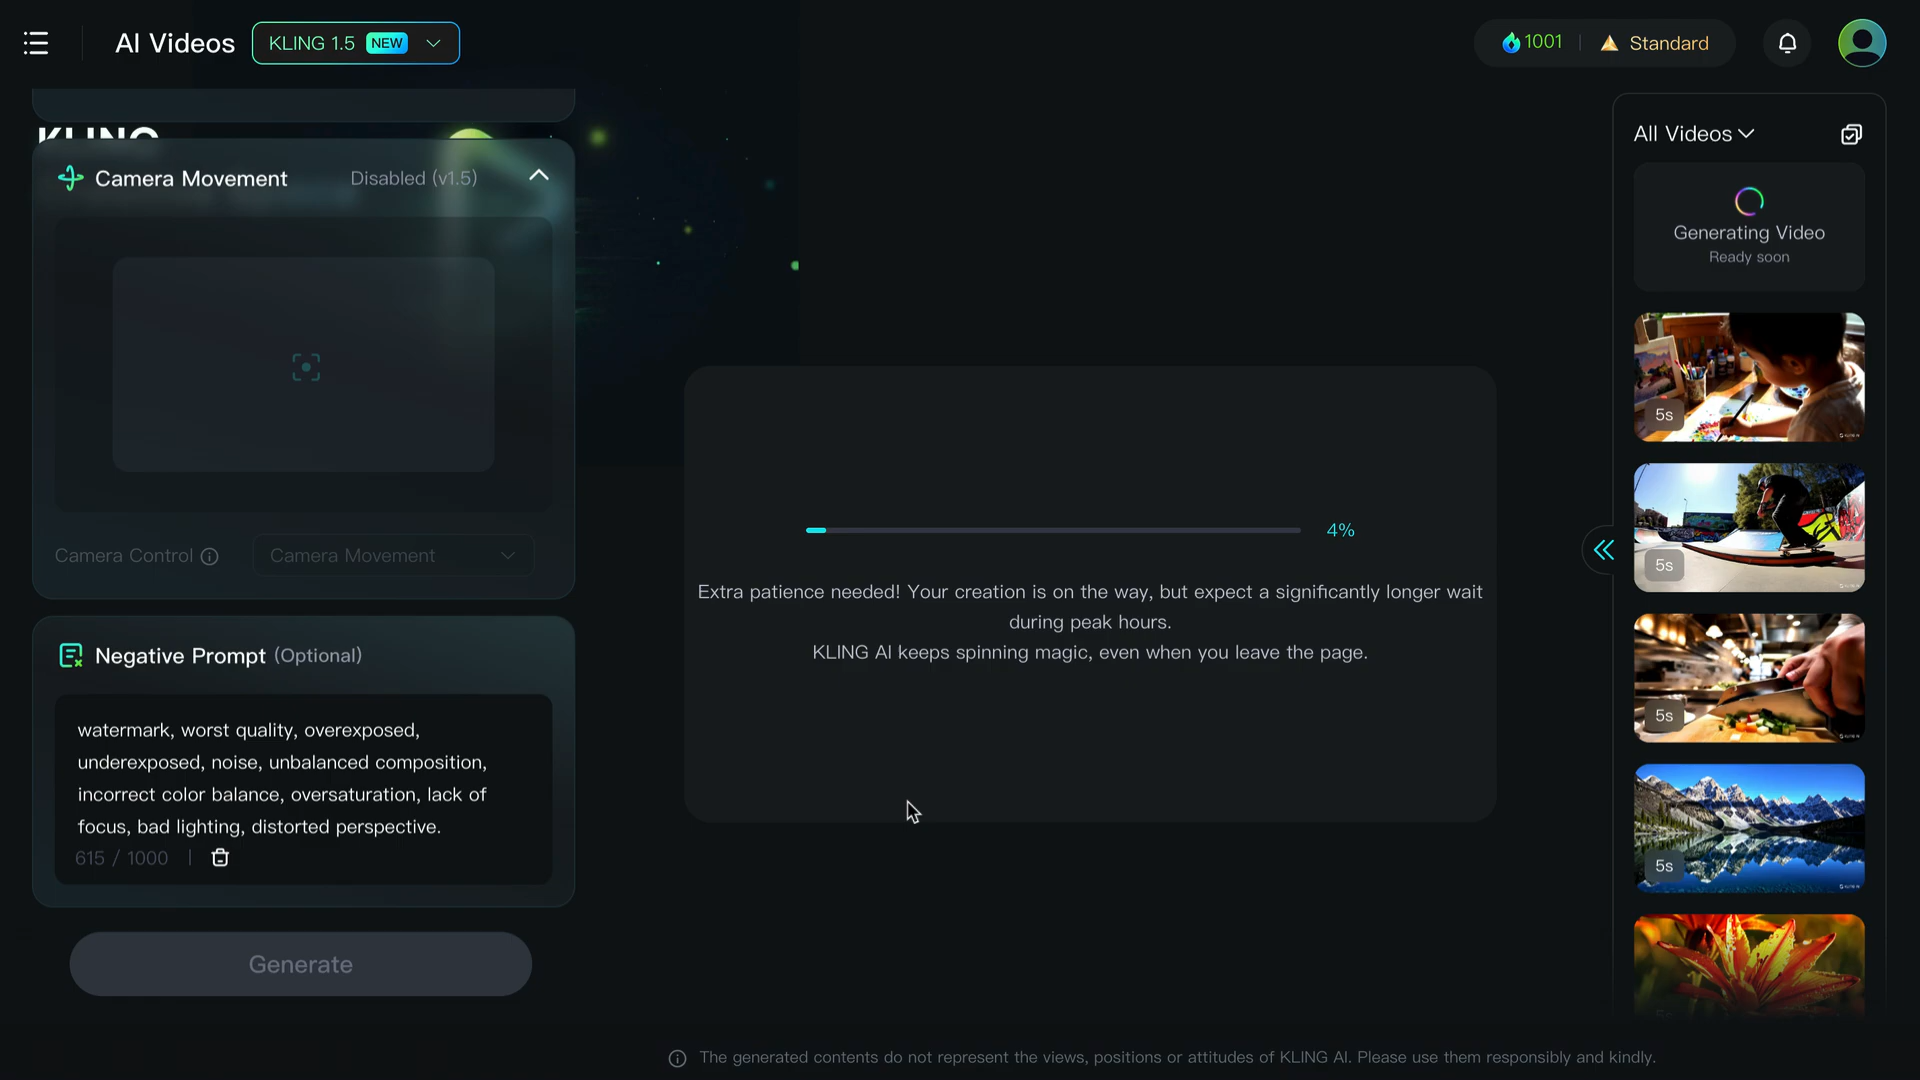 AI Videos
KLING 1.5 NEW
1001
Standard
KLING
Camera Movement Disabled (v1.5)
Camera Control
Camera Movement
Negative Prompt (Optional)
watermark, worst quality, overexposed,
underexposed, noise, unbalanced composition,
incorrect color balance, oversaturation, lack of
focus, bad lighting, distorted perspective.
615 / 1000
Generate
4%
Extra patience needed! Your creation is on the way, but expect a significantly longer wait
during peak hours.
KLING AI keeps spinning magic, even when you leave the page.
All Videos
Generating Video
Ready soon
5s
5s
5s
5s
5s
The generated contents do not represent the views, positions or attitudes of KLING AI. Please use them responsibly and kindly.